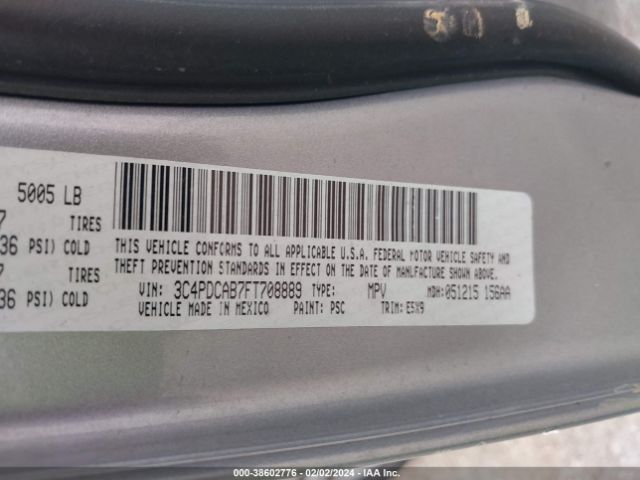 5005 LB
7 TIRES
36 PSI) COLD
7 TIRES
36 PSI) COLD
THIS VEHICLE CONFORMS TO ALL APPLICABLE U.S.A. FEDERAL MOTOR VEHICLE SAFETY AND
THEFT PREVENTION STANDARDS IN EFFECT ON THE DATE OF MANUFACTURE SHOWN ABOVE.
VIN: 3C4PDCAB7FT708889 TYPE: MPV MDH:051215 156AA
VEHICLE MADE IN MEXICO PAINT: PSC TRIM: E5X9
000-38602776 - 02/02/2024 - IAA Inc.